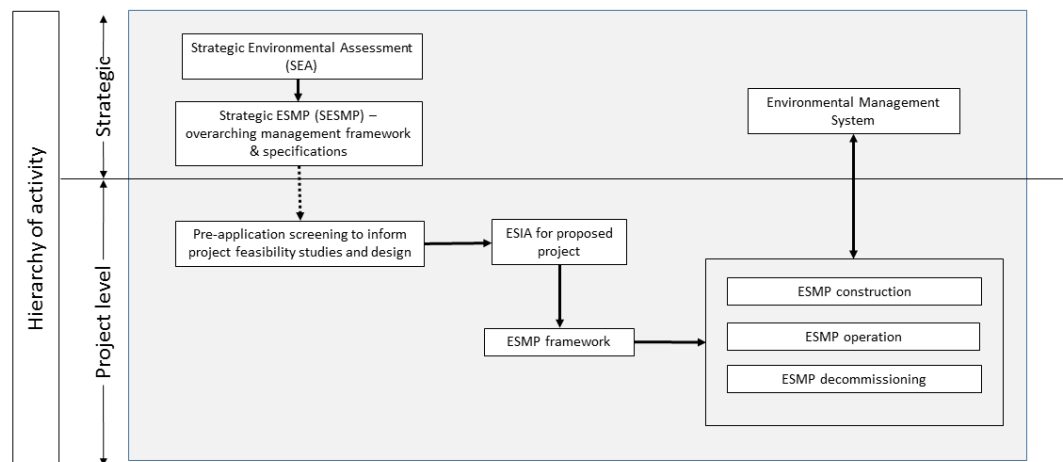 Hierarchy of activity
Strategic
Strategic Environmental Assessment
(SEA)
Strategic ESMP (SESMP) –
overarching management framework
& specifications
Environmental Management
System
Project level
Pre-application screening to inform
project feasibility studies and design
ESIA for proposed
project
ESMP framework
ESMP construction
ESMP operation
ESMP decommissioning